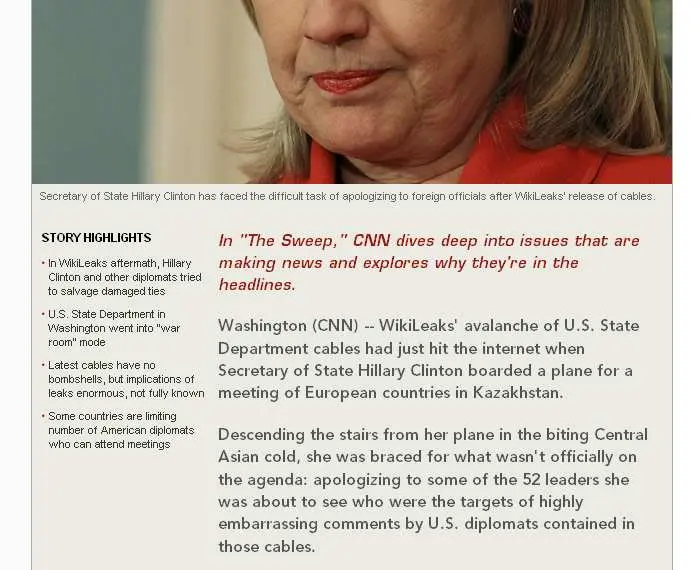 Secretary of State Hillary Clinton has faced the difficult task of apologizing to foreign officials after WikiLeaks' release of cables.
STORY HIGHLIGHTS
• In WikiLeaks aftermath, Hillary
Clinton and other diplomats tried
to salvage damaged ties
• U.S. State Department in
Washington went into "war
room" mode
• Latest cables have no
bombshells, but implications of
leaks enormous, not fully known
• Some countries are limiting
number of American diplomats
who can attend meetings
In "The Sweep," CNN dives deep into issues that are
making news and explores why they're in the
headlines.
Washington (CNN) -- WikiLeaks' avalanche of U.S. State
Department cables had just hit the internet when
Secretary of State Hillary Clinton boarded a plane for a
meeting of European countries in Kazakhstan.
Descending the stairs from her plane in the biting Central
Asian cold, she was braced for what wasn't officially on
the agenda: apologizing to some of the 52 leaders she
was about to see who were the targets of highly
embarrassing comments by U.S. diplomats contained in
those cables.